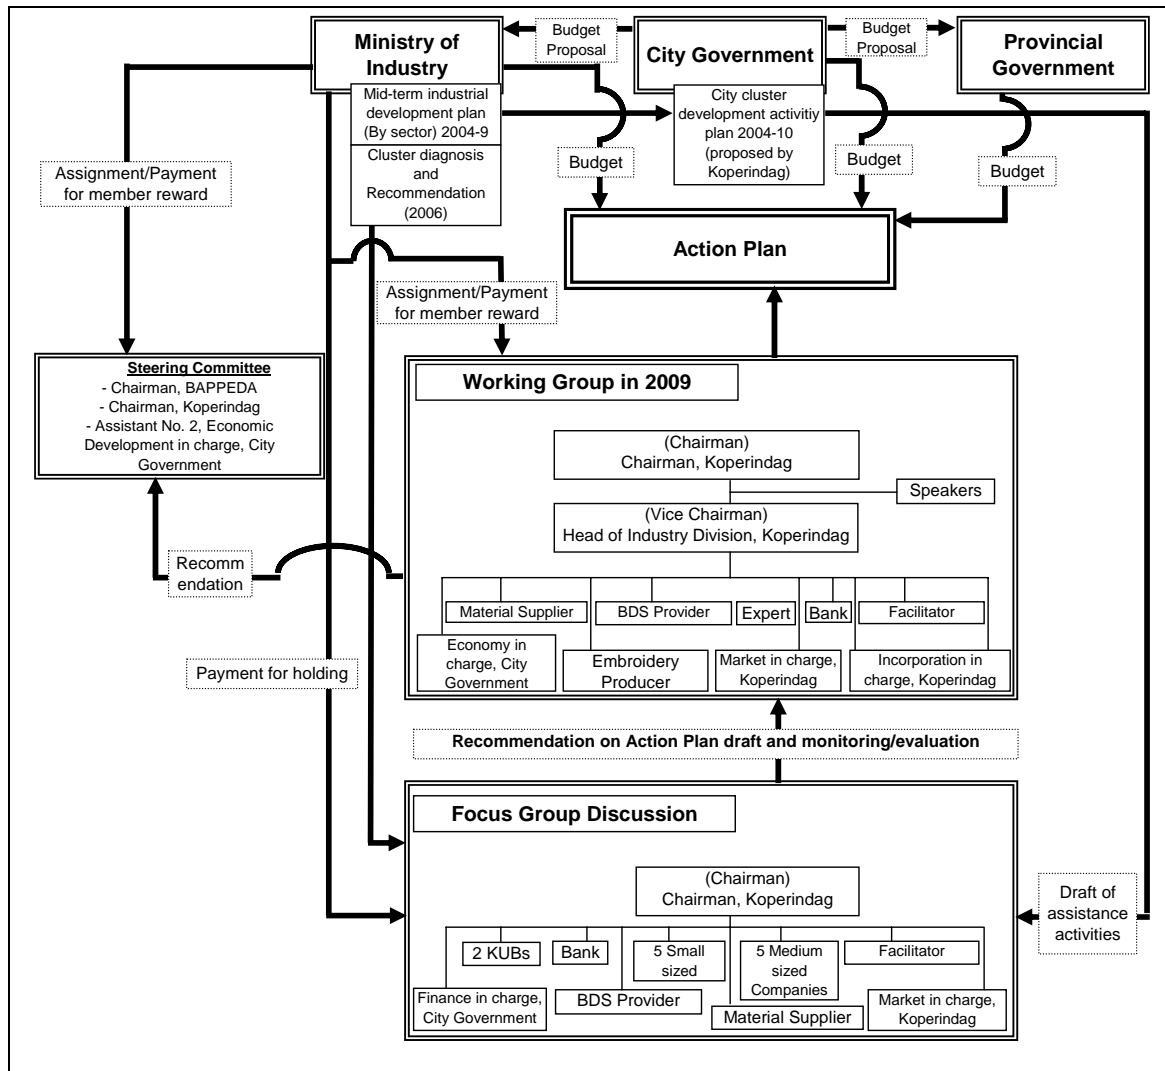 Ministry of
Industry
Budget
Proposal
City Government
Budget
Proposal
Provincial
Government
Mid-term industrial
development plan
(By sector) 2004-9
Cluster diagnosis
and
Recommendation
(2006)
City cluster
development activitiy
plan 2004-10
(proposed by
Koperindag)
Assignment/Payment
for member reward
Budget
Budget
Budget
Action Plan
Assignment/Payment
for member reward
Steering Committee
- Chairman, BAPPEDA
- Chairman, Koperindag
- Assistant No. 2, Economic
Development in charge, City
Government
Working Group in 2009
(Chairman)
Chairman, Koperindag
Speakers
(Vice Chairman)
Head of Industry Division, Koperindag
Recomm
endation
Material Supplier
BDS Provider
Expert
Bank
Facilitator
Economy in
charge, City
Government
Embroidery
Producer
Market in charge,
Koperindag
Incorporation in
charge, Koperindag
Payment for holding
Recommendation on Action Plan draft and monitoring/evaluation
Focus Group Discussion
(Chairman)
Chairman, Koperindag
Draft of
assistance
activities
2 KUBs
Bank
5 Small
sized
5 Medium
sized
Companies
Facilitator
Finance in charge,
City Government
BDS Provider
Material Supplier
Market in charge,
Koperindag